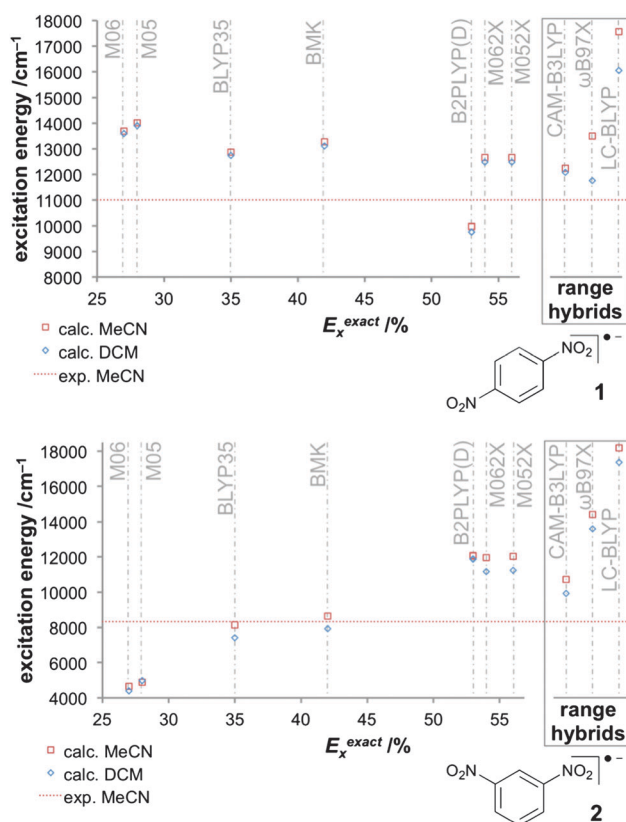 excitation energy /cm⁻¹
18000
17000
16000
15000
14000
13000
12000
11000
10000
9000
8000
M06
M05
BLYP35
BMK
B2PLYP(D)
M062X
M052X
CAM-B3LYP
ωB97X
LC-BLYP
25 30 35 40 45 50 55
Eₓᵉˣᵃᶜᵗ /%
range
hybrids
calc. MeCN
calc. DCM
exp. MeCN
NO₂
O₂N
• −
1
excitation energy /cm⁻¹
18000
16000
14000
12000
10000
8000
6000
4000
M06
M05
BLYP35
BMK
B2PLYP(D)
M062X
M052X
CAM-B3LYP
ωB97X
LC-BLYP
25 30 35 40 45 50 55
Eₓᵉˣᵃᶜᵗ /%
range
hybrids
calc. MeCN
calc. DCM
exp. MeCN
O₂N NO₂
• −
2